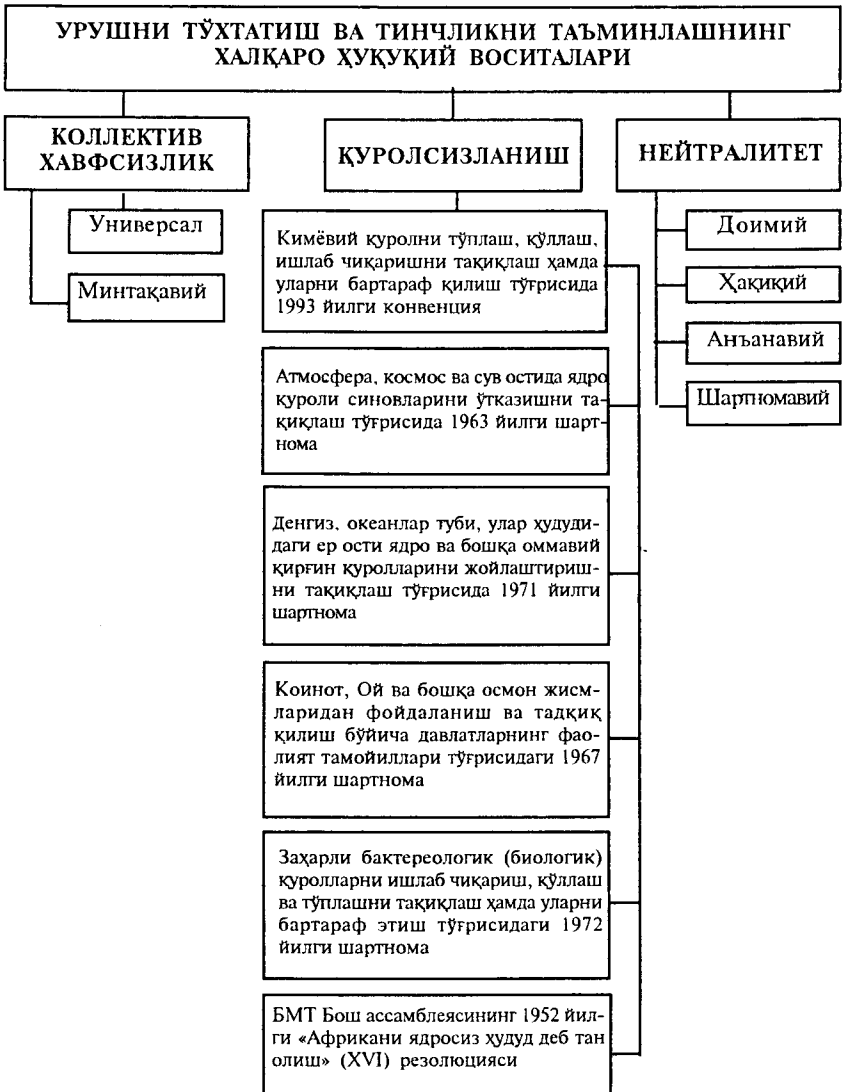 УРУШНИ ТЎХТАТИШ ВА ТИНЧЛИКНИ ТАЪМИНЛАШНИНГ
ХАЛҚАРО ҲУҚУҚИЙ ВОСИТАЛАРИ
КОЛЛЕКТИВ
ХАВФСИЗЛИК
Универсал
Минтақавий
ҚУРОЛСИЗЛАНИШ
Кимёвий қуролни тўплаш, қўллаш,
ишлаб чиқаришни тақиқлаш ҳамда
уларни бартараф қилиш тўғрисида
1993 йилги конвенция
Атмосфера, космос ва сув остида ядро
қуроли синовларини ўтказишни та-
қиқлаш тўғрисида 1963 йилги шарт-
нома
Денгиз, океанлар туби, улар ҳудуди-
даги ер ости ядро ва бошқа оммавий
қирғин қуролларини жойлаштириш-
ни тақиқлаш тўғрисида 1971 йилги
шартнома
Коинот, Ой ва бошқа осмон жисм-
ларидан фойдаланиш ва тадқиқ
қилиш бўйича давлатларнинг фао-
лият тамойиллари тўғрисидаги 1967
йилги шартнома
Заҳарли бактереологик (биологик)
қуролларни ишлаб чиқариш, қўллаш
ва тўплашни тақиқлаш ҳамда уларни
бартараф этиш тўғрисидаги 1972
йилги шартнома
БМТ Бош ассамблеясининг 1952 йил-
ги «Африкани ядросиз ҳудуд деб тан
олиш» (XVI) резолюцияси
НЕЙТРАЛИТЕТ
Доимий
Ҳақиқий
Анъанавий
Шартномавий